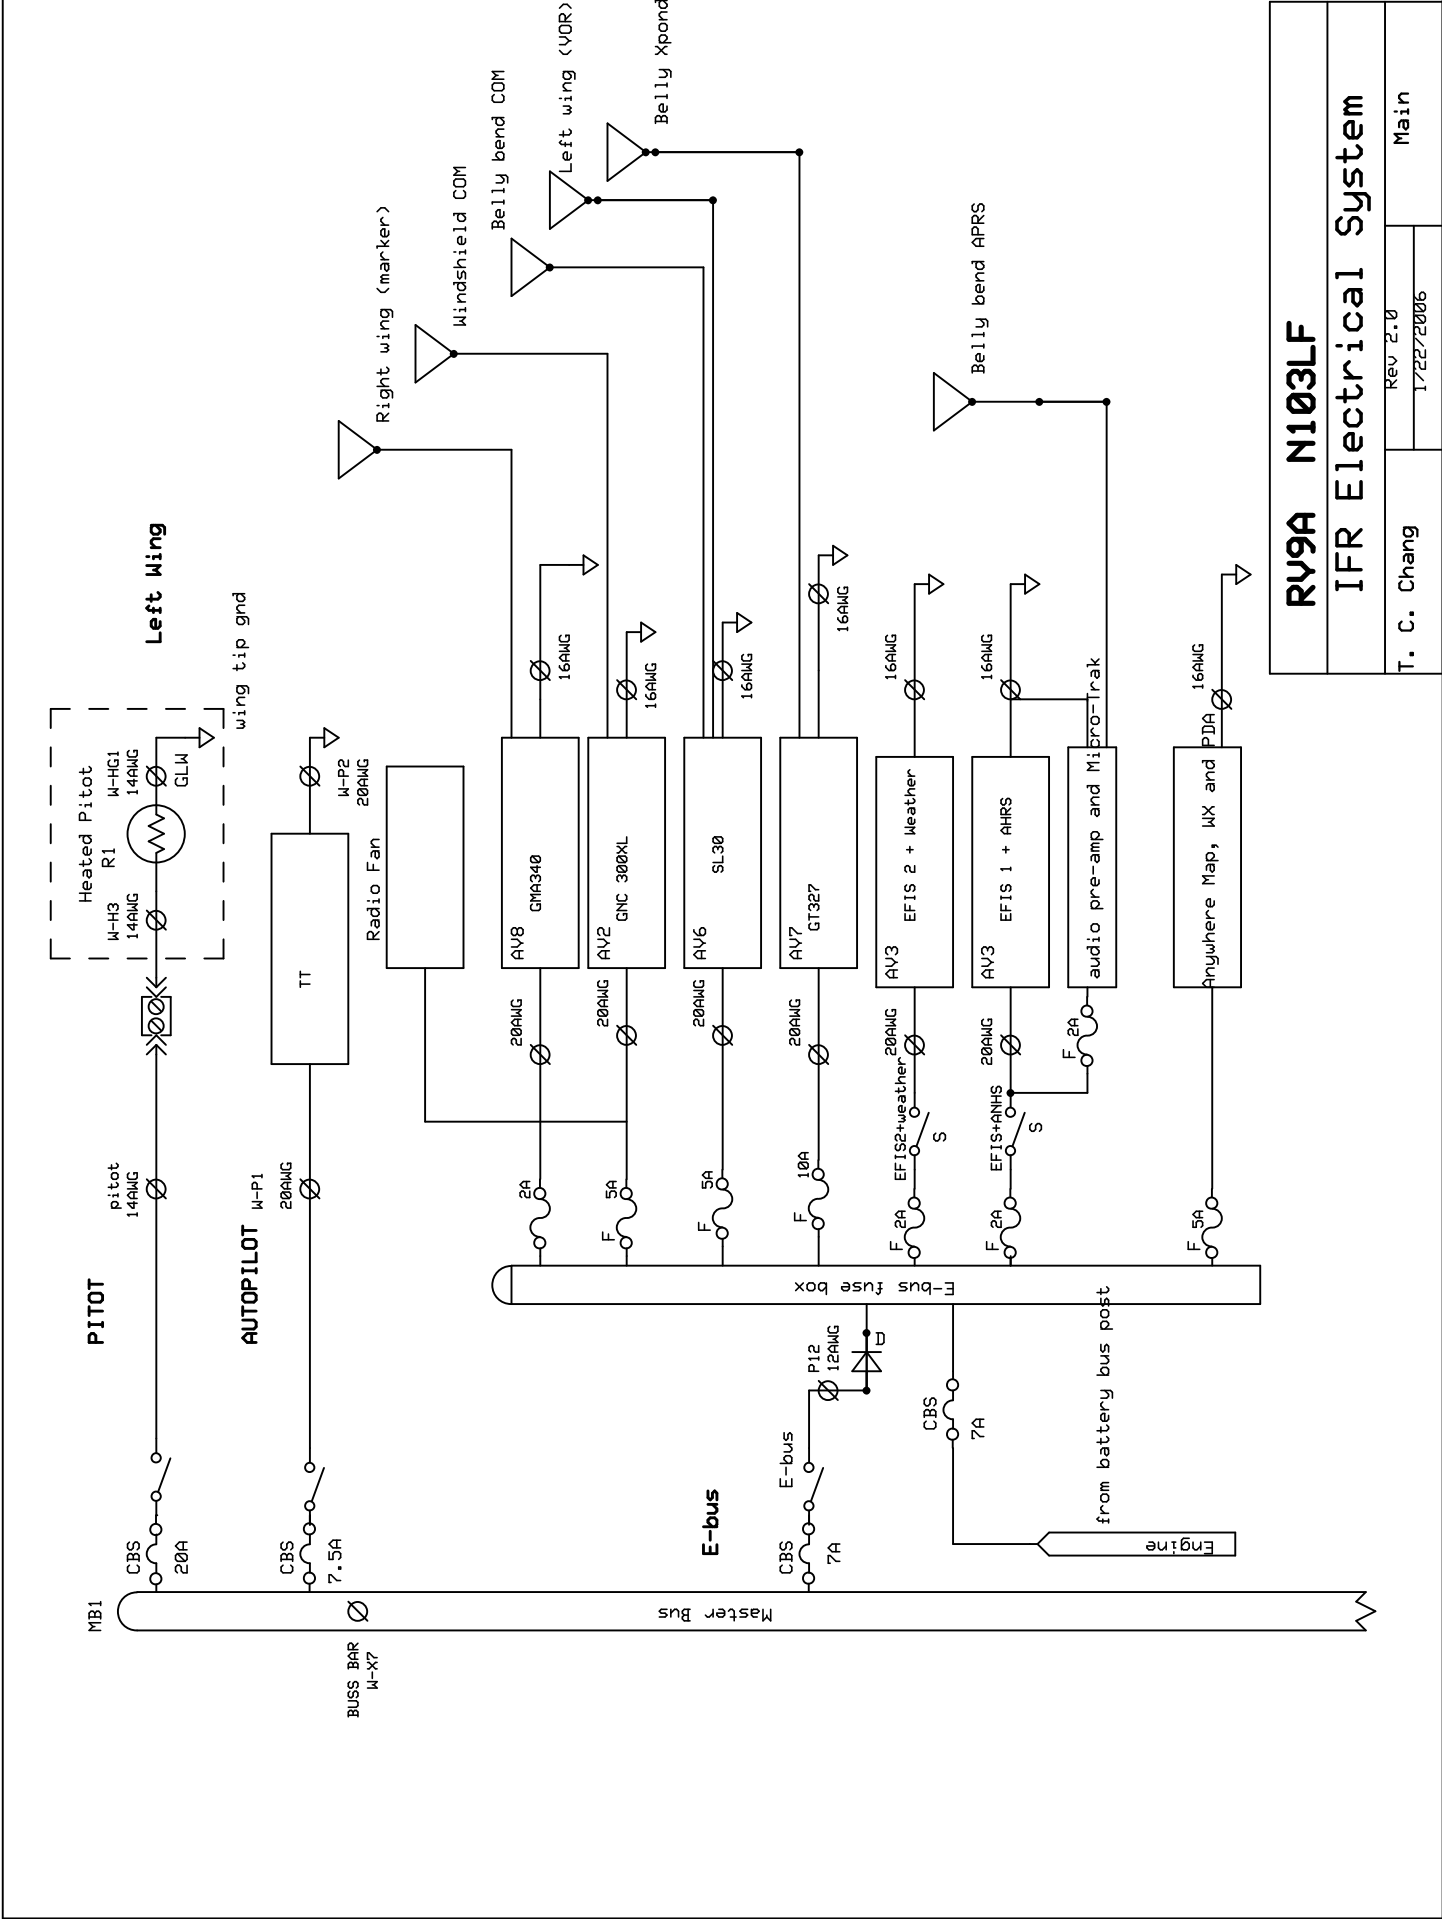 MB1
BUSS BAR
W-X7
Master Bus
PITOT
CBS
20A
pitot
14AWG
Heated Pitot
R1
W-H3
14AWG
W-HG1
14AWG
GLW
Left Wing
wing tip gnd
AUTOPILOT
CBS
7.5A
W-P1
20AWG
TT
W-P2
20AWG
Radio Fan
E-bus
CBS
7A
E-bus
P12
12AWG
D
CBS
7A
Engine
from battery bus post
E-bus fuse box
2A
20AWG
AV8
GMA340
16AWG
Right wing (marker)
F
5A
20AWG
AV2
GNC 300XL
16AWG
Windshield COM
F
5A
20AWG
AV6
SL30
16AWG
Belly bend COM
Left wing (VOR)
F
10A
20AWG
AV7
GT327
16AWG
Belly Xpond
F
2A
EFIS2+weather
S
20AWG
AV3
EFIS 2 + Weather
16AWG
F
2A
EFIS+ANHS
S
20AWG
AV3
EFIS 1 + AHRS
16AWG
F
2A
audio pre-amp and Micro-Trak
Belly bend APRS
F
5A
Anywhere Map, WX and PDA
16AWG
RV9A N103LF
IFR Electrical System
T. C. Chang
Rev 2.0
1/22/2006
Main